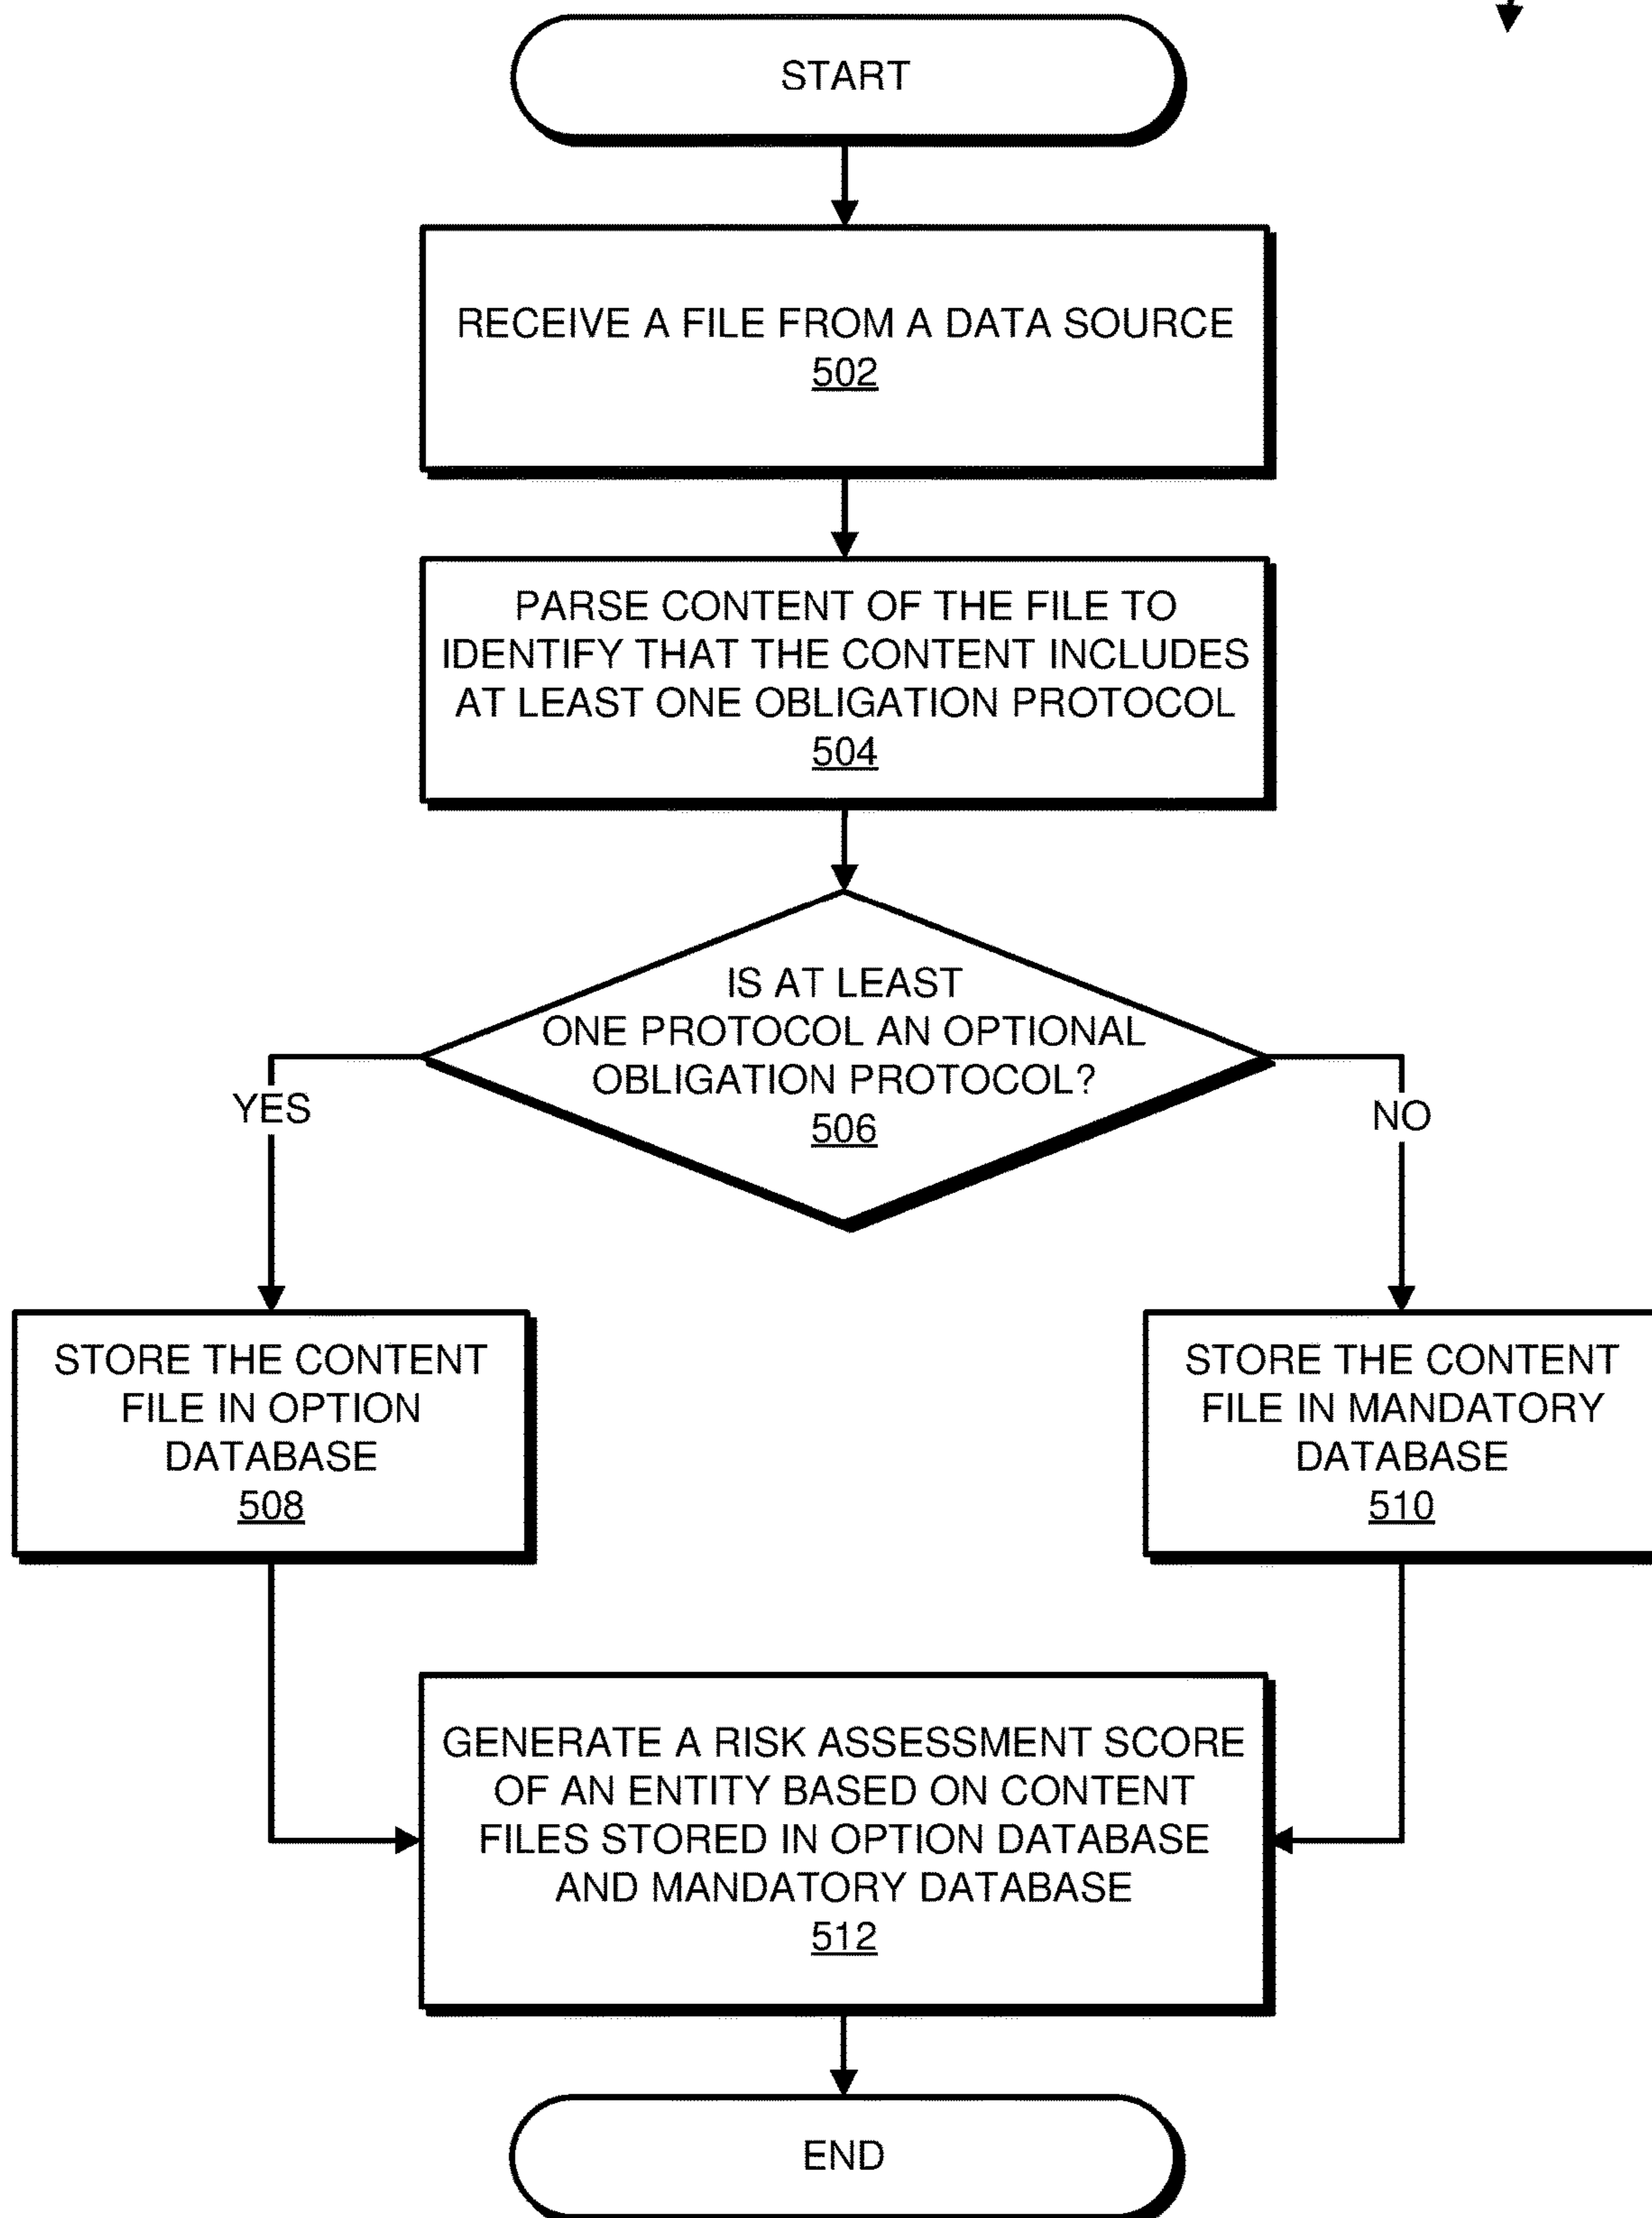 START
RECEIVE A FILE FROM A DATA SOURCE
502
PARSE CONTENT OF THE FILE TO
IDENTIFY THAT THE CONTENT INCLUDES
AT LEAST ONE OBLIGATION PROTOCOL
504
IS AT LEAST
ONE PROTOCOL AN OPTIONAL
OBLIGATION PROTOCOL?
506
YES
NO
STORE THE CONTENT
FILE IN OPTION
DATABASE
508
STORE THE CONTENT
FILE IN MANDATORY
DATABASE
510
GENERATE A RISK ASSESSMENT SCORE
OF AN ENTITY BASED ON CONTENT
FILES STORED IN OPTION DATABASE
AND MANDATORY DATABASE
512
END